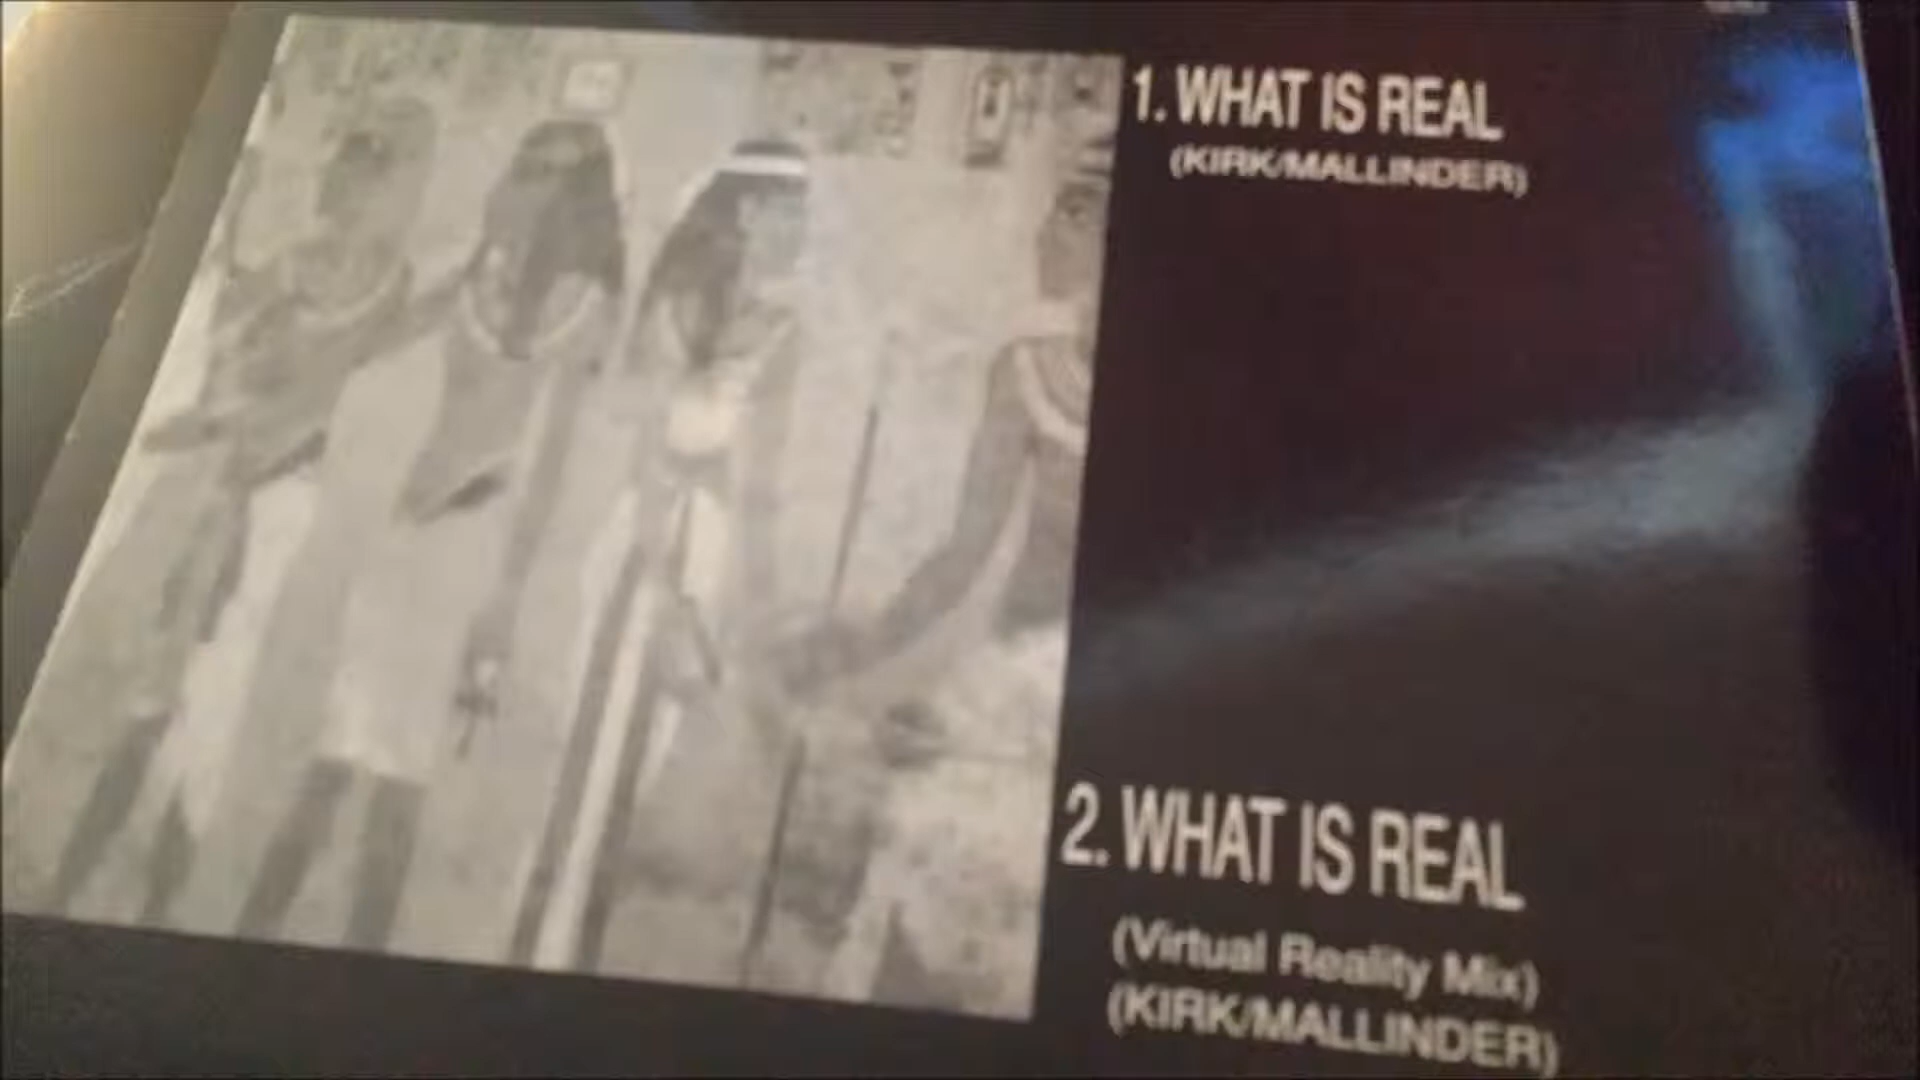 1. WHAT IS REAL
(KIRK/MALLINDER)
2. WHAT IS REAL
(Virtual Reality Mix)
(KIRK/MALLINDER)